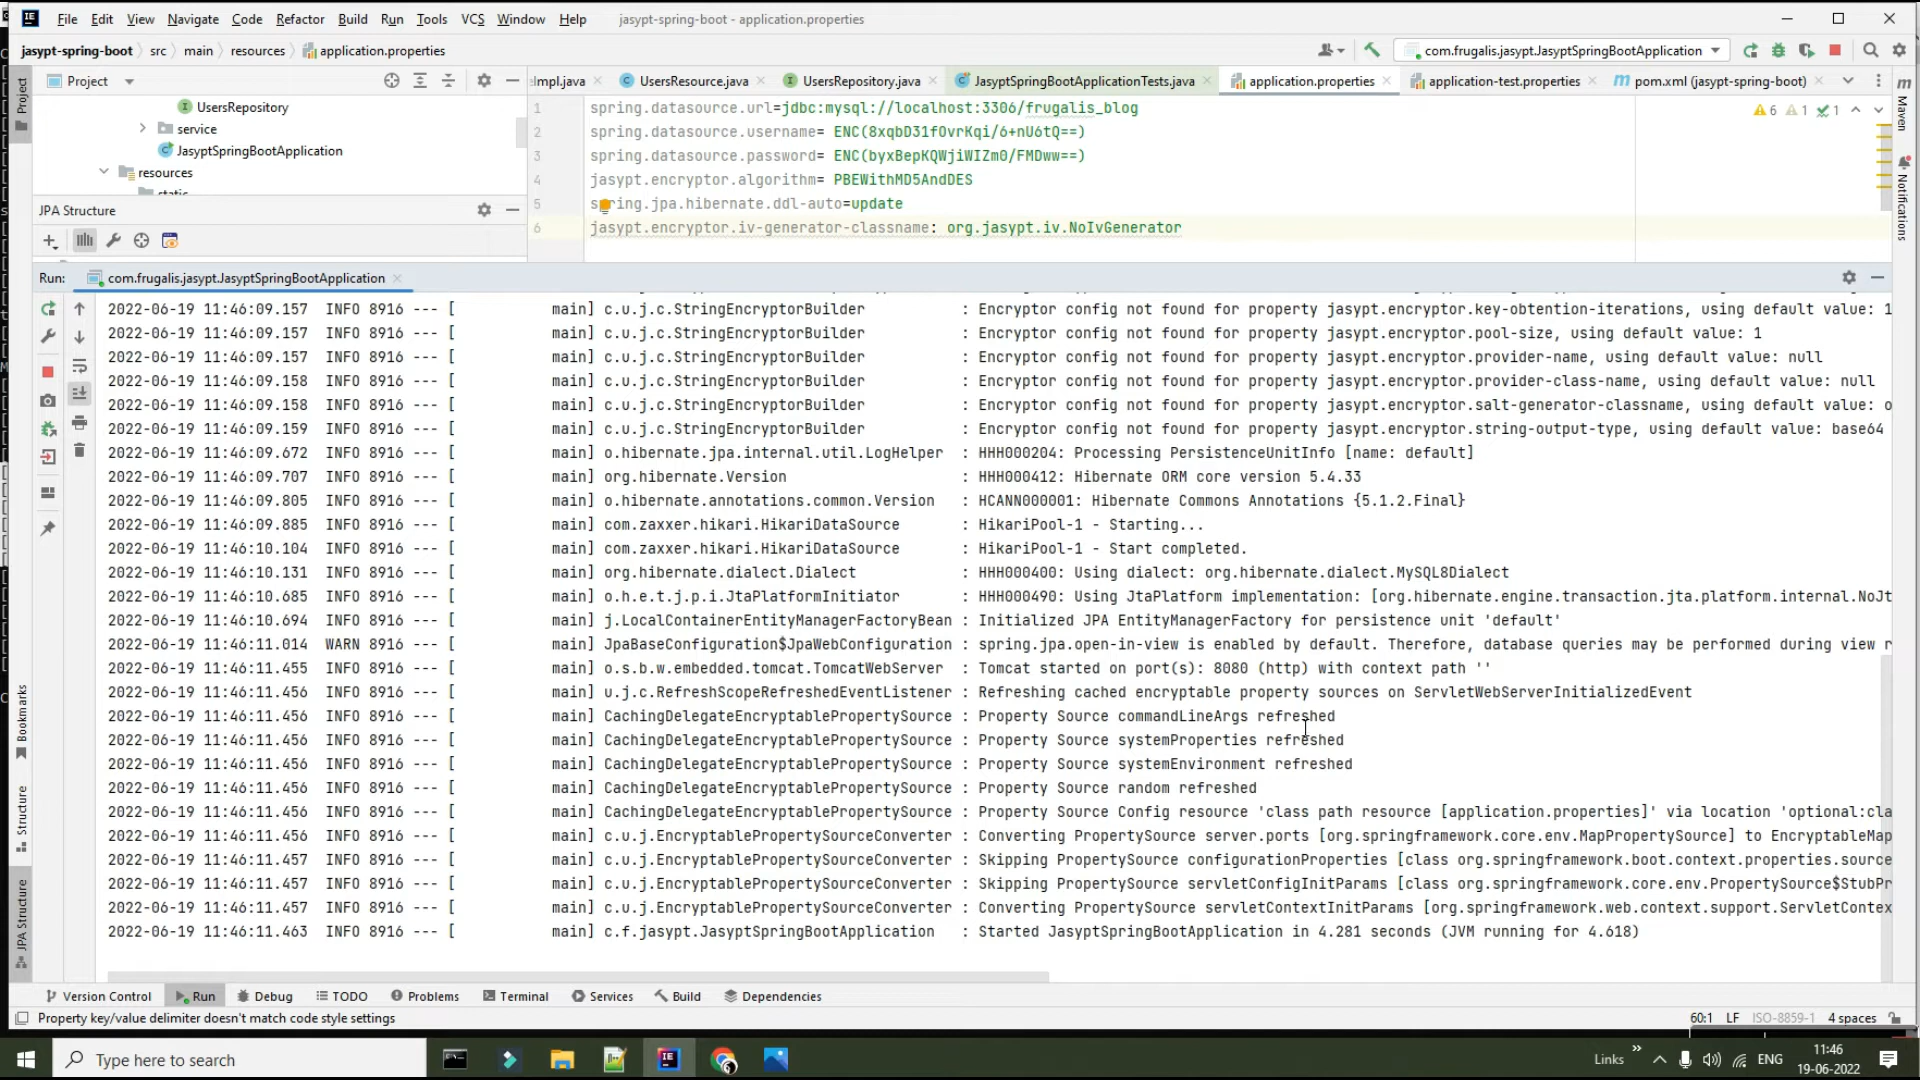 File Edit View Navigate Code Refactor Build Run Tools VCS Window Help jasypt-spring-boot - application.properties
jasypt-spring-boot src main resources application.properties com.frugalis.jasypt.JasyptSpringBootApplication
Project
Impl.java UsersResource.java UsersRepository.java JasyptSpringBootApplicationTests.java application.properties application-test.properties pom.xml (jasypt-spring-boot)
UsersRepository
service
JasyptSpringBootApplication
resources
static
JPA Structure
1 spring.datasource.url=jdbc:mysql://localhost:3306/frugalis_blog
2 spring.datasource.username= ENC(8xqbD31fOvrKqi/6+nU6tQ==)
3 spring.datasource.password= ENC(byxBepKQWjiWIZm0/FMDww==)
4 jasypt.encryptor.algorithm= PBEWithMD5AndDES
5 spring.jpa.hibernate.ddl-auto=update
6 jasypt.encryptor.iv-generator-classname: org.jasypt.iv.NoIvGenerator
6 1 1
Project
Maven
Notifications
Run: com.frugalis.jasypt.JasyptSpringBootApplication
2022-06-19 11:46:09.157 INFO 8916 --- [ main] c.u.j.c.StringEncryptorBuilder : Encryptor config not found for property jasypt.encryptor.key-obtention-iterations, using default value: 1
2022-06-19 11:46:09.157 INFO 8916 --- [ main] c.u.j.c.StringEncryptorBuilder : Encryptor config not found for property jasypt.encryptor.pool-size, using default value: 1
2022-06-19 11:46:09.157 INFO 8916 --- [ main] c.u.j.c.StringEncryptorBuilder : Encryptor config not found for property jasypt.encryptor.provider-name, using default value: null
2022-06-19 11:46:09.158 INFO 8916 --- [ main] c.u.j.c.StringEncryptorBuilder : Encryptor config not found for property jasypt.encryptor.provider-class-name, using default value: null
2022-06-19 11:46:09.158 INFO 8916 --- [ main] c.u.j.c.StringEncryptorBuilder : Encryptor config not found for property jasypt.encryptor.salt-generator-classname, using default value: o
2022-06-19 11:46:09.159 INFO 8916 --- [ main] c.u.j.c.StringEncryptorBuilder : Encryptor config not found for property jasypt.encryptor.string-output-type, using default value: base64
2022-06-19 11:46:09.672 INFO 8916 --- [ main] o.hibernate.jpa.internal.util.LogHelper : HHH000204: Processing PersistenceUnitInfo [name: default]
2022-06-19 11:46:09.707 INFO 8916 --- [ main] org.hibernate.Version : HHH000412: Hibernate ORM core version 5.4.33
2022-06-19 11:46:09.805 INFO 8916 --- [ main] o.hibernate.annotations.common.Version : HCANN000001: Hibernate Commons Annotations {5.1.2.Final}
2022-06-19 11:46:09.885 INFO 8916 --- [ main] com.zaxxer.hikari.HikariDataSource : HikariPool-1 - Starting...
2022-06-19 11:46:10.104 INFO 8916 --- [ main] com.zaxxer.hikari.HikariDataSource : HikariPool-1 - Start completed.
2022-06-19 11:46:10.131 INFO 8916 --- [ main] org.hibernate.dialect.Dialect : HHH000400: Using dialect: org.hibernate.dialect.MySQL8Dialect
2022-06-19 11:46:10.685 INFO 8916 --- [ main] o.h.e.t.j.p.i.JtaPlatformInitiator : HHH000490: Using JtaPlatform implementation: [org.hibernate.engine.transaction.jta.platform.internal.NoJt
2022-06-19 11:46:10.694 INFO 8916 --- [ main] j.LocalContainerEntityManagerFactoryBean : Initialized JPA EntityManagerFactory for persistence unit 'default'
2022-06-19 11:46:11.014 WARN 8916 --- [ main] JpaBaseConfiguration$JpaWebConfiguration : spring.jpa.open-in-view is enabled by default. Therefore, database queries may be performed during view r
2022-06-19 11:46:11.455 INFO 8916 --- [ main] o.s.b.w.embedded.tomcat.TomcatWebServer : Tomcat started on port(s): 8080 (http) with context path ''
2022-06-19 11:46:11.456 INFO 8916 --- [ main] u.j.c.RefreshScopeRefreshedEventListener : Refreshing cached encryptable property sources on ServletWebServerInitializedEvent
2022-06-19 11:46:11.456 INFO 8916 --- [ main] CachingDelegateEncryptablePropertySource : Property Source commandLineArgs refreshed
2022-06-19 11:46:11.456 INFO 8916 --- [ main] CachingDelegateEncryptablePropertySource : Property Source systemProperties refreshed
2022-06-19 11:46:11.456 INFO 8916 --- [ main] CachingDelegateEncryptablePropertySource : Property Source systemEnvironment refreshed
2022-06-19 11:46:11.456 INFO 8916 --- [ main] CachingDelegateEncryptablePropertySource : Property Source random refreshed
2022-06-19 11:46:11.456 INFO 8916 --- [ main] CachingDelegateEncryptablePropertySource : Property Source Config resource 'class path resource [application.properties]' via location 'optional:cla
2022-06-19 11:46:11.456 INFO 8916 --- [ main] c.u.j.EncryptablePropertySourceConverter : Converting PropertySource server.ports [org.springframework.core.env.MapPropertySource] to EncryptableMap
2022-06-19 11:46:11.457 INFO 8916 --- [ main] c.u.j.EncryptablePropertySourceConverter : Skipping PropertySource configurationProperties [class org.springframework.boot.context.properties.source
2022-06-19 11:46:11.457 INFO 8916 --- [ main] c.u.j.EncryptablePropertySourceConverter : Skipping PropertySource servletConfigInitParams [class org.springframework.core.env.PropertySource$StubPr
2022-06-19 11:46:11.457 INFO 8916 --- [ main] c.u.j.EncryptablePropertySourceConverter : Converting PropertySource servletContextInitParams [org.springframework.web.context.support.ServletContex
2022-06-19 11:46:11.463 INFO 8916 --- [ main] c.f.jasypt.JasyptSpringBootApplication : Started JasyptSpringBootApplication in 4.281 seconds (JVM running for 4.618)
Bookmarks
Structure
JPA Structure
Version Control Run Debug TODO Problems Terminal Services Build Dependencies
Property key/value delimiter doesn't match code style settings 60:1 LF ISO-8859-1 4 spaces
Type here to search Links ENG 11:46
19-06-2022